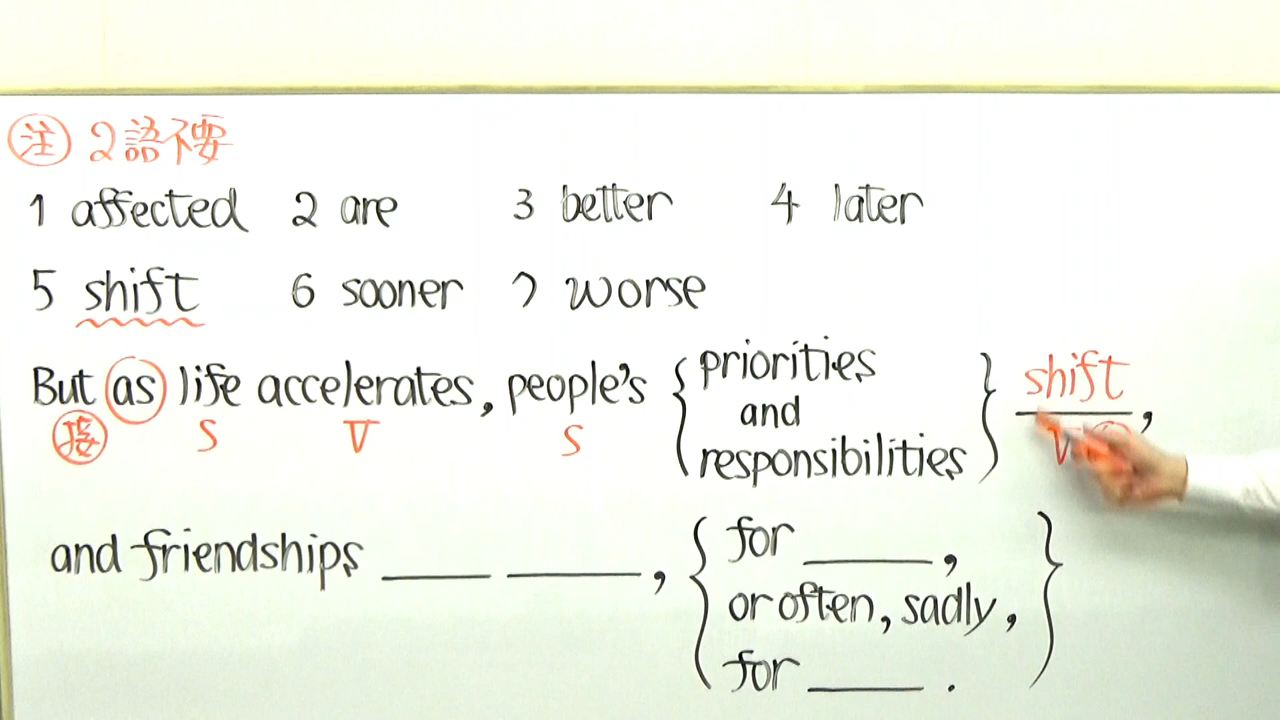 注 2語不要
1 affected 2 are 3 better 4 later
5 shift 6 sooner 7 worse
But as life accelerates, people's { priorities and responsibilities } shift,
接 S V S V
and friendships ____ ____, { for ____, or often, sadly, for ____. }